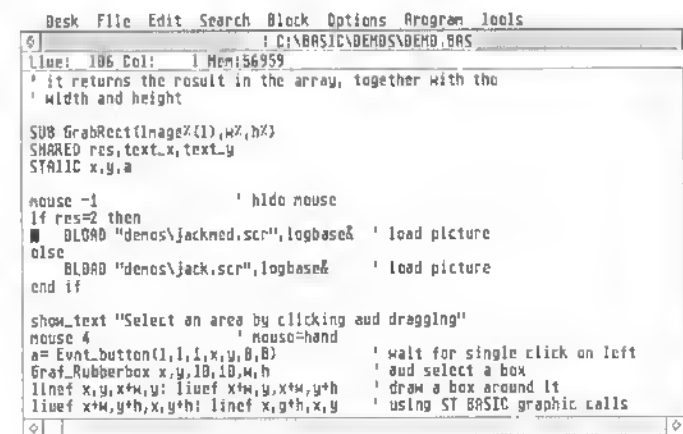 Desk File Edit Search Block Options Program Tools
C:\BASIC\DEMOS\DEMO.BAS
Line: 106 Col: 1 Mem:56959
' it returns the result in the array, together with the
' width and height
SUB GrabRect(Image%(1),w%,h%)
SHARED res,text_x,text_y
STATIC x,y,a
mouse -1 ' hide mouse
if res=2 then
BLOAD "demos\jackmed.scr",logbase& ' load picture
else
BLOAD "demos\jack.scr",logbase& ' load picture
end if
show_text "Select an area by clicking and dragging"
mouse 4 ' mouse=hand
a= Evnt_button(1,1,1,x,y,0,0) ' wait for single click on left
Graf_Rubberbox x,y,10,10,w,h ' and select a box
linef x,y,x+w,y: linef x+w,y,x+w,y+h ' draw a box around it
linef x+w,y+h,x,y+h: linef x,y+h,x,y ' using ST BASIC graphic calls